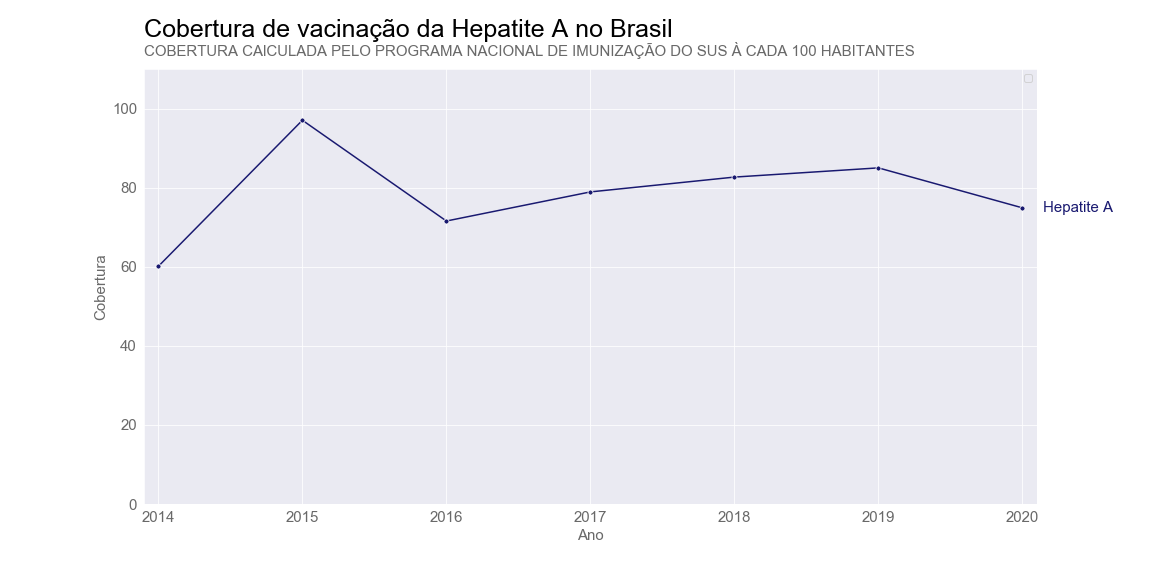 Cobertura de vacinação da Hepatite A no Brasil
COBERTURA CAICULADA PELO PROGRAMA NACIONAL DE IMUNIZAÇÃO DO SUS À CADA 100 HABITANTES
100
80
60
40
20
0
Cobertura
Hepatite A
2014 2015 2016 2017 2018 2019 2020
Ano